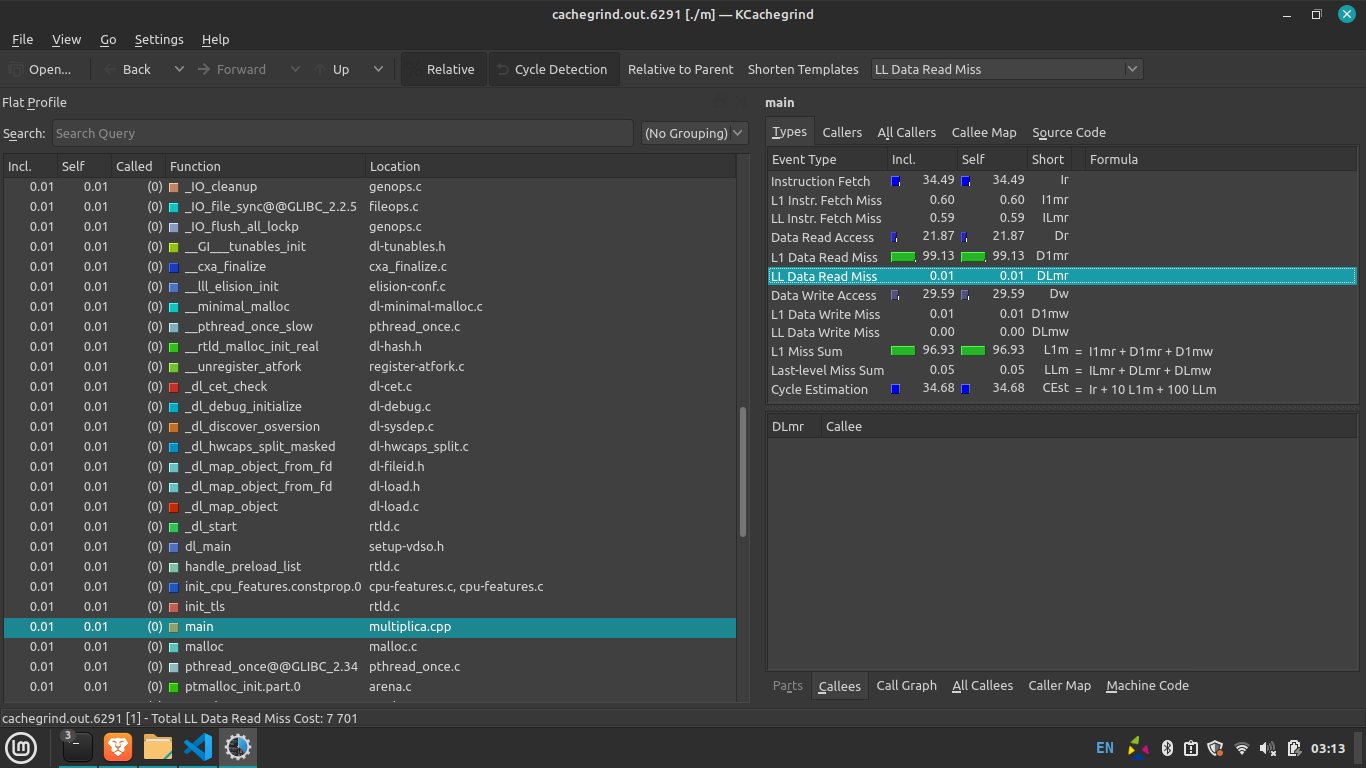 cachegrind.out.6291 [./m] — KCachegrind
File View Go Settings Help
Open... Back Forward Up Relative Cycle Detection Relative to Parent Shorten Templates LL Data Read Miss
Flat Profile
Search: Search Query (No Grouping)
Incl. Self Called Function Location
0.01 0.01 (0) _IO_cleanup genops.c
0.01 0.01 (0) _IO_file_sync@@GLIBC_2.2.5 fileops.c
0.01 0.01 (0) _IO_flush_all_lockp genops.c
0.01 0.01 (0) __GI___tunables_init dl-tunables.h
0.01 0.01 (0) __cxa_finalize cxa_finalize.c
0.01 0.01 (0) __lll_elision_init elision-conf.c
0.01 0.01 (0) __minimal_malloc dl-minimal-malloc.c
0.01 0.01 (0) __pthread_once_slow pthread_once.c
0.01 0.01 (0) __rtld_malloc_init_real dl-hash.h
0.01 0.01 (0) __unregister_atfork register-atfork.c
0.01 0.01 (0) _dl_cet_check dl-cet.c
0.01 0.01 (0) _dl_debug_initialize dl-debug.c
0.01 0.01 (0) _dl_discover_osversion dl-sysdep.c
0.01 0.01 (0) _dl_hwcaps_split_masked dl-hwcaps_split.c
0.01 0.01 (0) _dl_map_object_from_fd dl-fileid.h
0.01 0.01 (0) _dl_map_object_from_fd dl-load.h
0.01 0.01 (0) _dl_map_object dl-load.c
0.01 0.01 (0) _dl_start rtld.c
0.01 0.01 (0) dl_main setup-vdso.h
0.01 0.01 (0) handle_preload_list rtld.c
0.01 0.01 (0) init_cpu_features.constprop.0 cpu-features.c, cpu-features.c
0.01 0.01 (0) init_tls rtld.c
0.01 0.01 (0) main multiplica.cpp
0.01 0.01 (0) malloc malloc.c
0.01 0.01 (0) pthread_once@@GLIBC_2.34 pthread_once.c
0.01 0.01 (0) ptmalloc_init.part.0 arena.c
main
Types Callers All Callers Callee Map Source Code
Event Type Incl. Self Short Formula
Instruction Fetch 34.49 34.49 Ir
L1 Instr. Fetch Miss 0.60 0.60 I1mr
LL Instr. Fetch Miss 0.59 0.59 ILmr
Data Read Access 21.87 21.87 Dr
L1 Data Read Miss 99.13 99.13 D1mr
LL Data Read Miss 0.01 0.01 DLmr
Data Write Access 29.59 29.59 Dw
L1 Data Write Miss 0.01 0.01 D1mw
LL Data Write Miss 0.00 0.00 DLmw
L1 Miss Sum 96.93 96.93 L1m = I1mr + D1mr + D1mw
Last-level Miss Sum 0.05 0.05 LLm = ILmr + DLmr + DLmw
Cycle Estimation 34.68 34.68 CEst = Ir + 10 L1m + 100 LLm
DLmr Callee
Parts Callees Call Graph All Callees Caller Map Machine Code
cachegrind.out.6291 [1] - Total LL Data Read Miss Cost: 7 701
3 EN 03:13